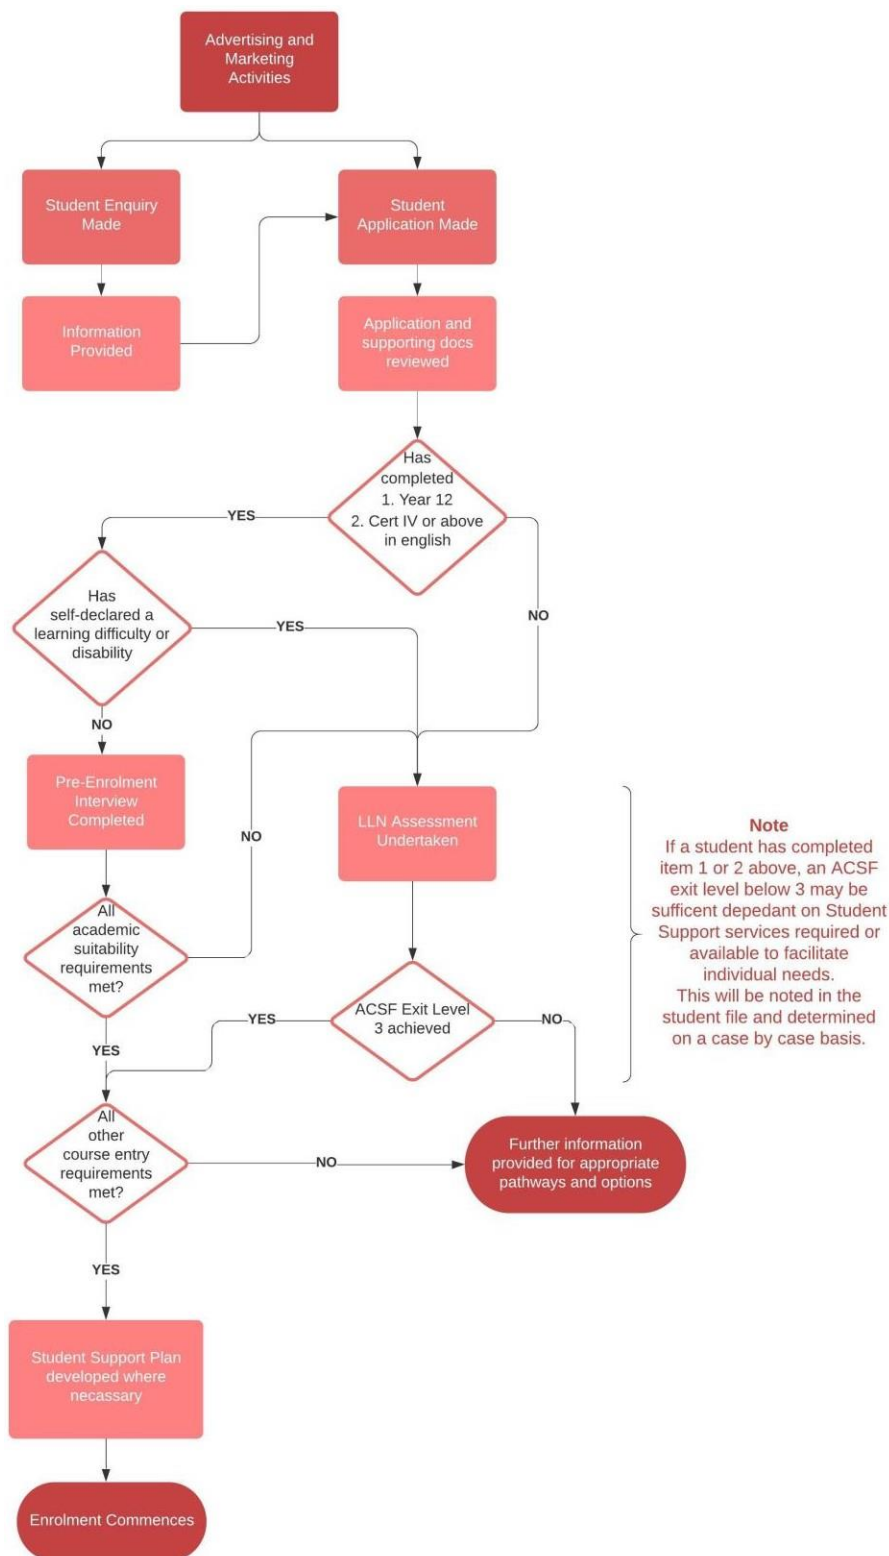 Advertising and
Marketing
Activities
Student Enquiry
Made
Student
Application Made
Information
Provided
Application and
supporting docs
reviewed
Has
completed
1. Year 12
2. Cert IV or above
in english
YES
NO
Has
self-declared a
learning difficulty or
disability
YES
NO
Pre-Enrolment
Interview
Completed
NO
LLN Assessment
Undertaken
Note
If a student has completed
item 1 or 2 above, an ACSF
exit level below 3 may be
sufficent depedant on Student
Support services required or
available to facilitate
individual needs.
This will be noted in the
student file and determined
on a case by case basis.
All
academic
suitability
requirements
met?
YES
ACSF Exit Level
3 achieved
YES
NO
All
other
course entry
requirements
met?
NO
Further information
provided for appropriate
pathways and options
YES
Student Support Plan
developed where
necassary
Enrolment Commences